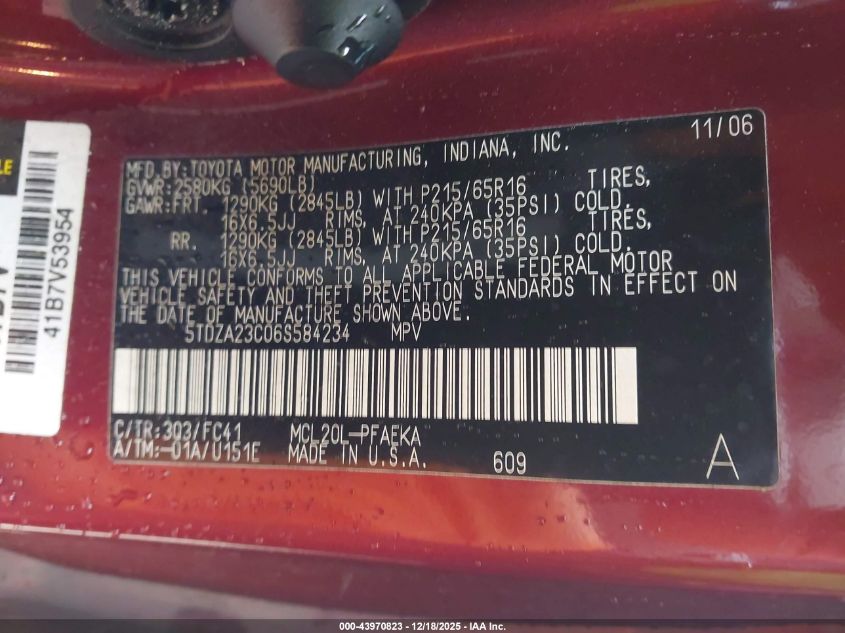 11/06
MFD.BY:TOYOTA MOTOR MANUFACTURING, INDIANA, INC.
GVWR:2580KG (5690LB)
GAWR:FRT. 1290KG (2845LB) WITH P215/65R16 TIRES,
16X6.5JJ RIMS, AT 240KPA (35PSI) COLD.
RR. 1290KG (2845LB) WITH P215/65R16 TIRES,
16X6.5JJ RIMS, AT 240KPA (35PSI) COLD.
THIS VEHICLE CONFORMS TO ALL APPLICABLE FEDERAL MOTOR
VEHICLE SAFETY AND THEFT PREVENTION STANDARDS IN EFFECT ON
THE DATE OF MANUFACTURE SHOWN ABOVE.
5TDZA23C06S584234 MPV
C/TR:3Q3/FC41 MCL20L-PFAEKA
A/TM:-01A/U151E MADE IN U.S.A. 609 A
41B7V53954
000-43970823 - 12/18/2025 - IAA Inc.